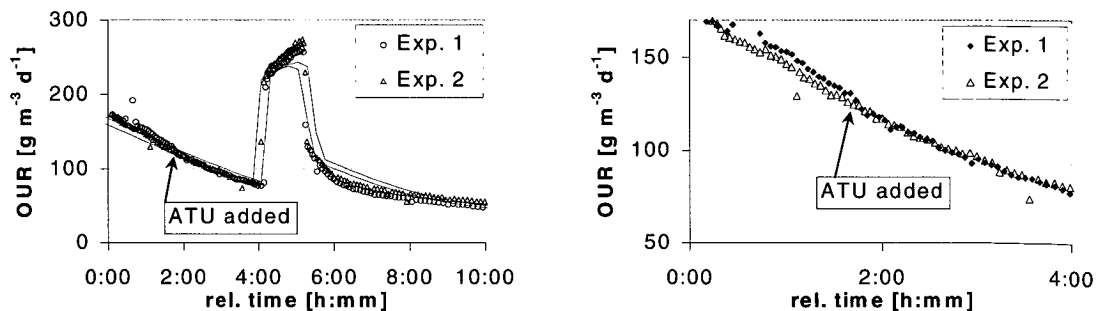 300
200
100
0
OUR [g m⁻³ d⁻¹]
Exp. 1
Exp. 2
ATU added
0:00 2:00 4:00 6:00 8:00 10:00
rel. time [h:mm]
150
100
50
OUR [g m⁻³ d⁻¹]
Exp. 1
Exp. 2
ATU added
0:00 2:00 4:00
rel. time [h:mm]